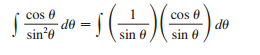 ∫ cos θ / sin²θ dθ = ∫ (1 / sin θ)(cos θ / sin θ) dθ